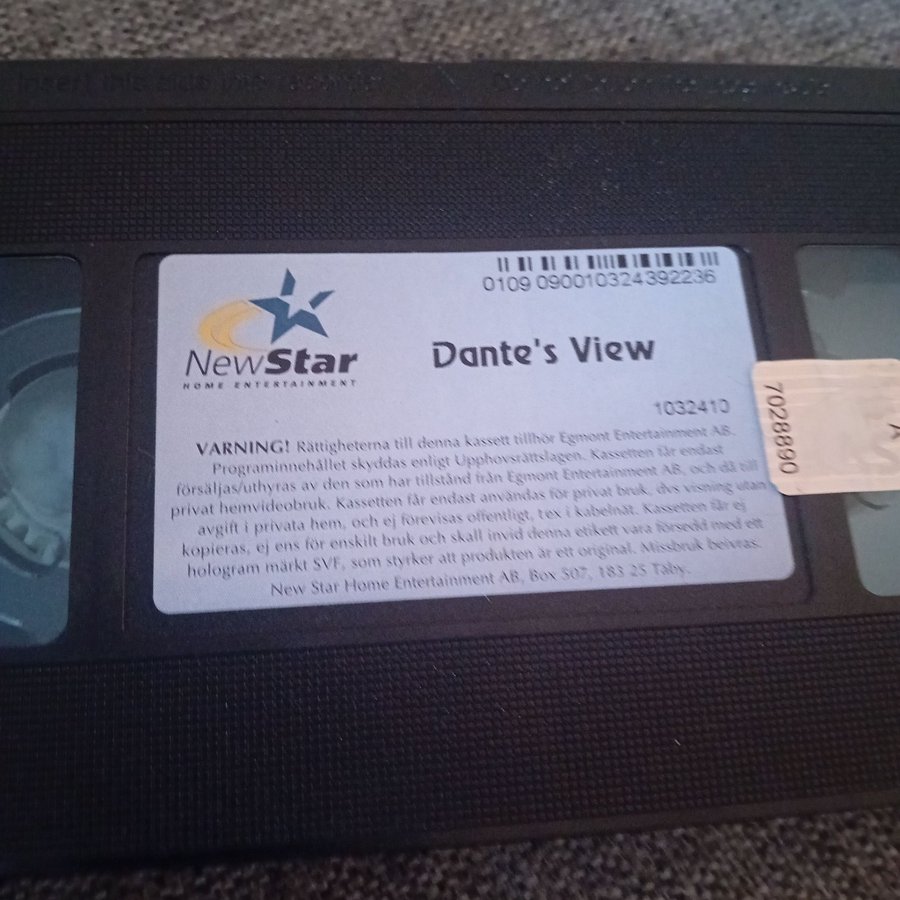 Insert this side into recorder
0109 090010324392236
NewStar
HOME ENTERTAINMENT
Dante's View
1032410
VARNING! Rättigheterna till denna kassett tillhör Egmont Entertainment AB.
Programinnehållet skyddas enligt Upphovsrättslagen. Kassetten får endast
försäljas/uthyras av den som har tillstånd från Egmont Entertainment AB, och då till
privat hemvideobruk. Kassetten får endast användas för privat bruk, dvs visning utan
avgift i privata hem, och ej förevisas offentligt, tex i kabelnät. Kassetten får ej
kopieras, ej ens för enskilt bruk och skall invid denna etikett vara försedd med ett
hologram märkt SVF, som styrker att produkten är ett original. Missbruk beivras.
New Star Home Entertainment AB, Box 507, 183 25 Täby.
7028890